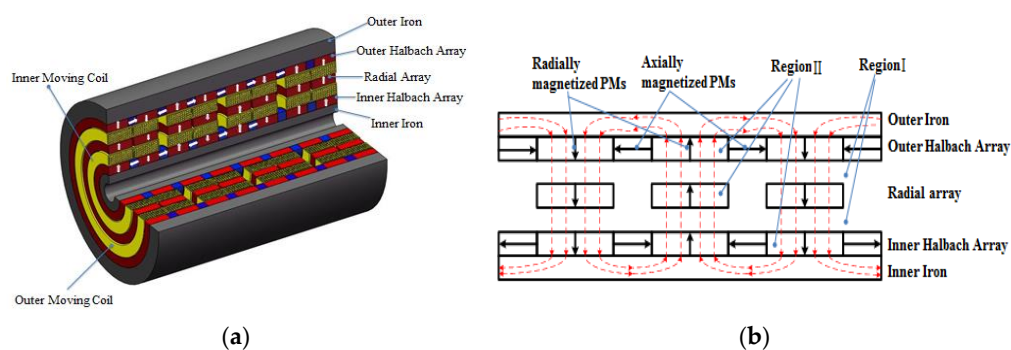 Outer Iron
Outer Halbach Array
Radial Array
Inner Halbach Array
Inner Iron
Inner Moving Coil
Outer Moving Coil
(a)
Radially
magnetized PMs
Axially
magnetized PMs
RegionⅡ
RegionⅠ
Outer Iron
Outer Halbach Array
Radial array
Inner Halbach Array
Inner Iron
(b)